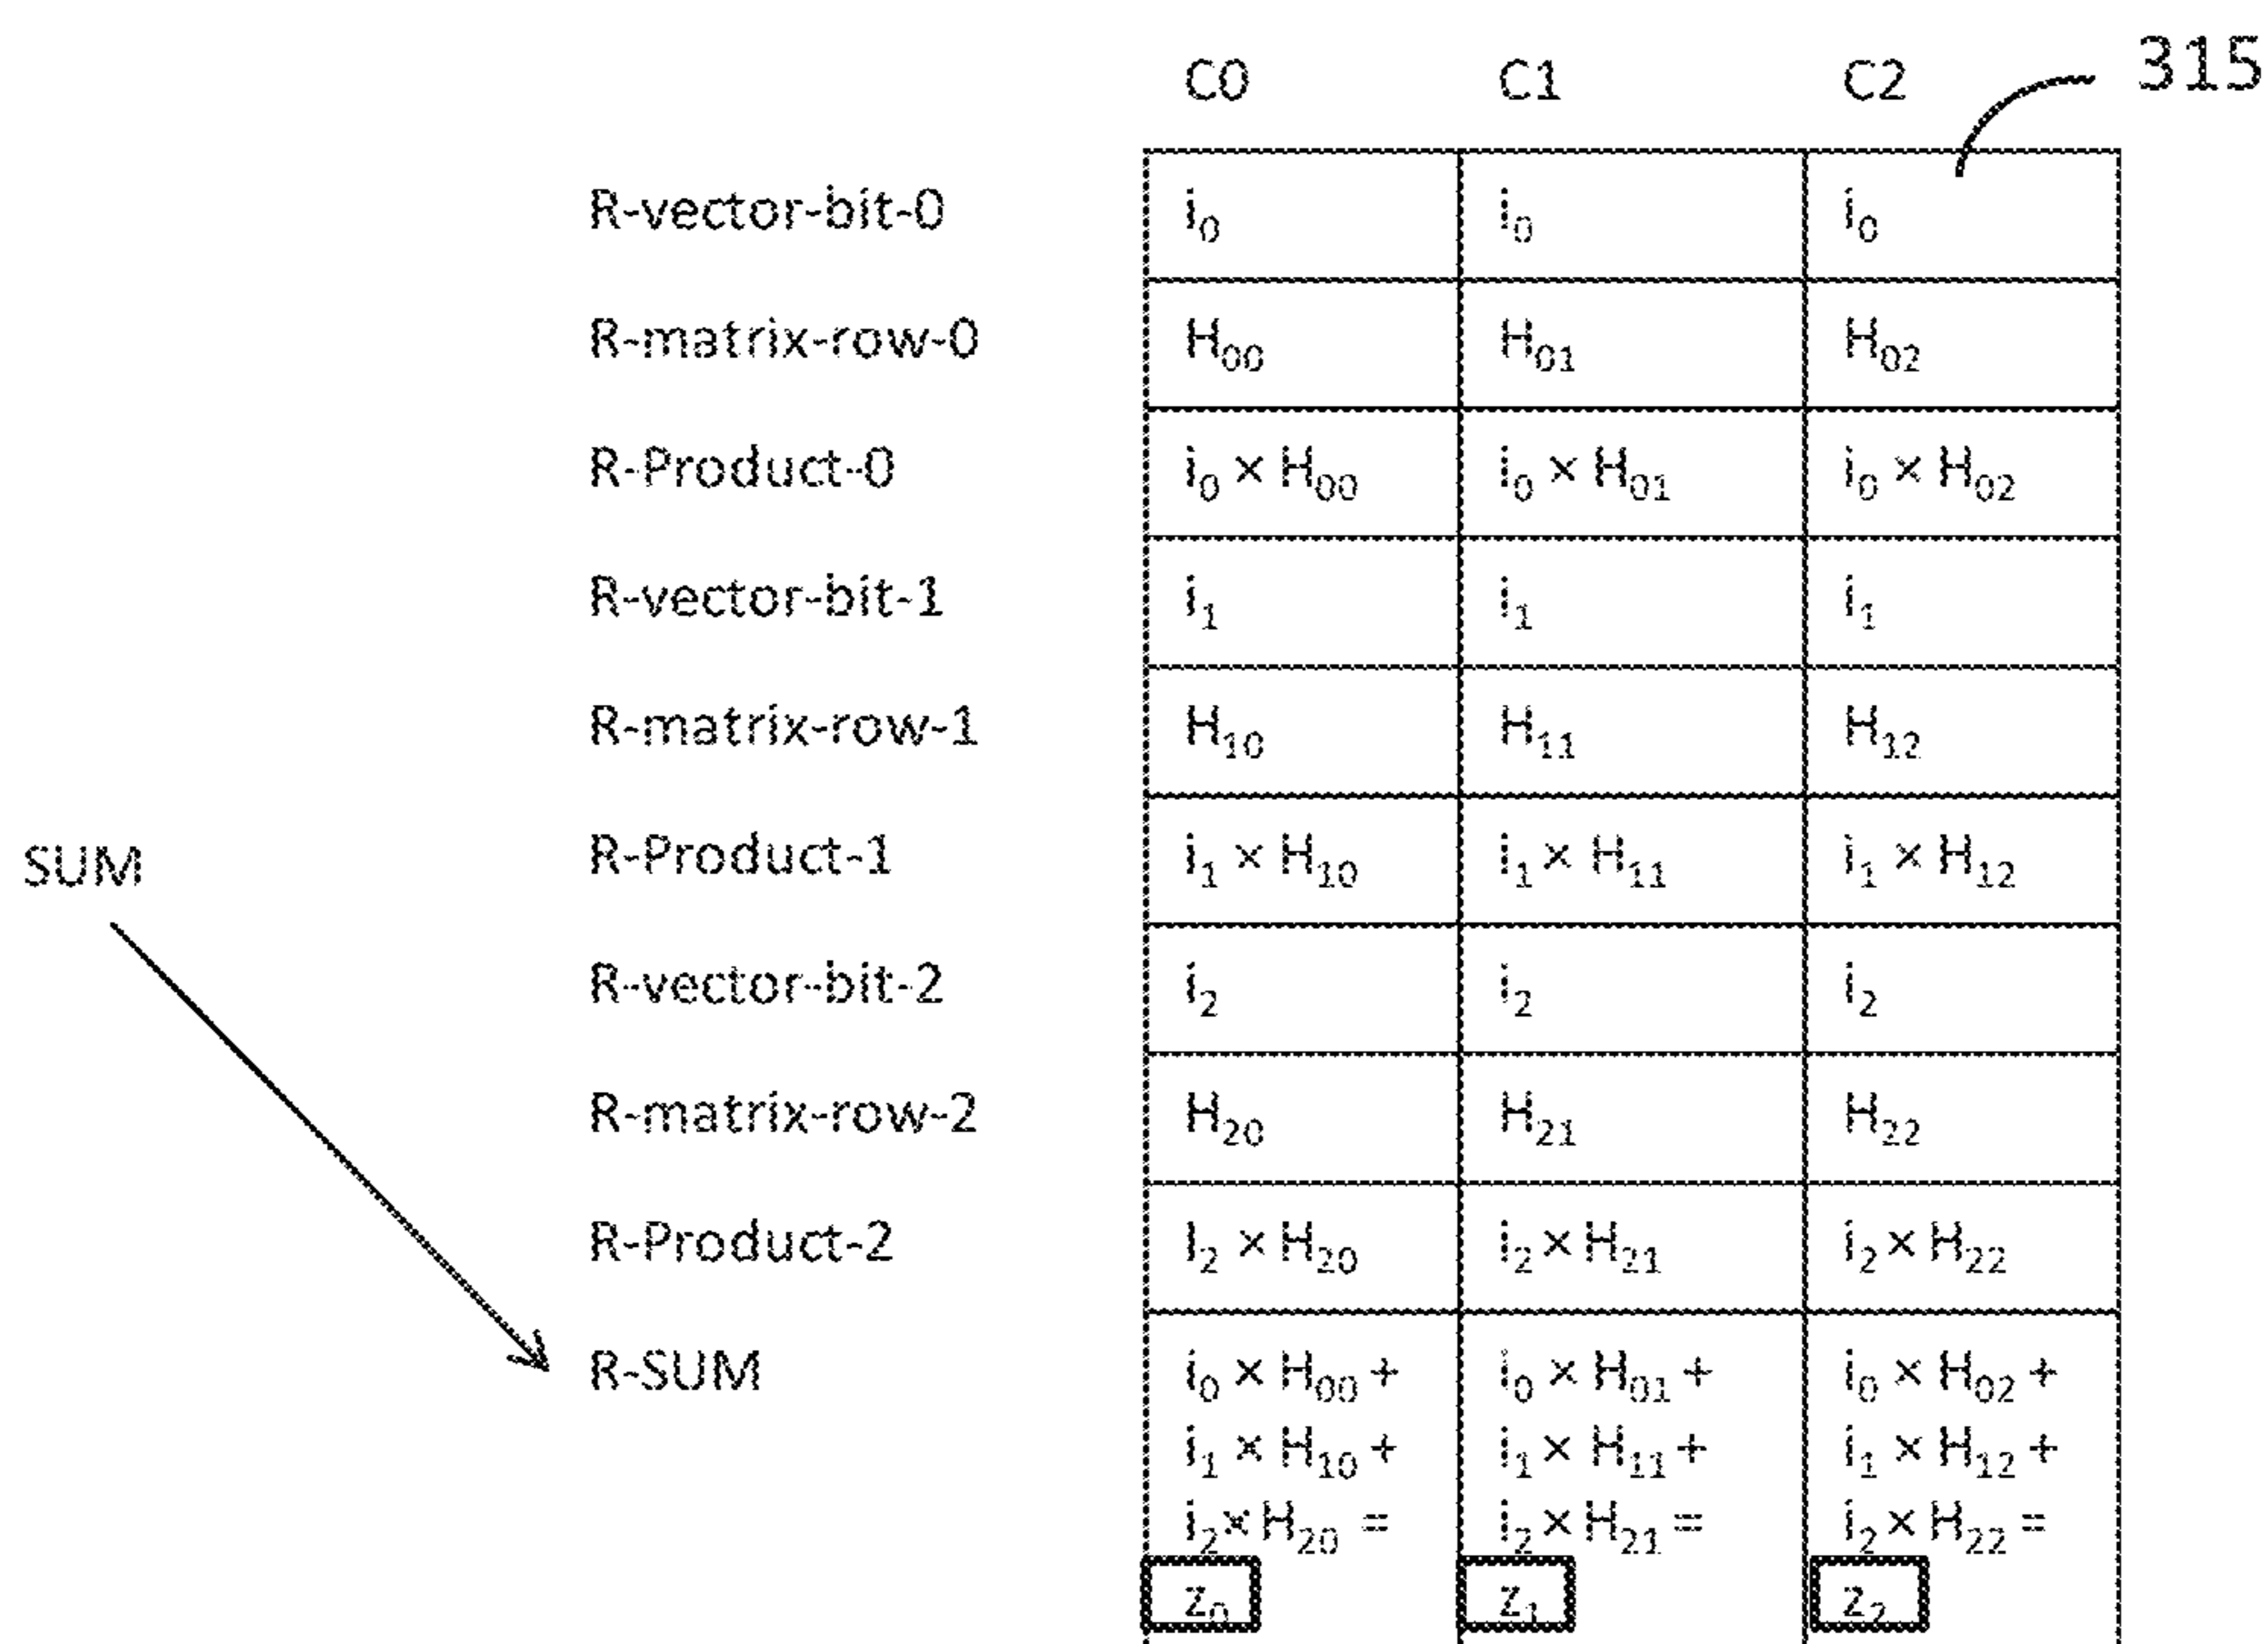 C0 C1 C2 315
R-vector-bit-0 i₀ i₀ i₀
R-matrix-row-0 H₀₀ H₀₁ H₀₂
R-Product-0 i₀ × H₀₀ i₀ × H₀₁ i₀ × H₀₂
R-vector-bit-1 i₁ i₁ i₁
R-matrix-row-1 H₁₀ H₁₁ H₁₂
SUM R-Product-1 i₁ × H₁₀ i₁ × H₁₁ i₁ × H₁₂
R-vector-bit-2 i₂ i₂ i₂
R-matrix-row-2 H₂₀ H₂₁ H₂₂
R-Product-2 I₂ × H₂₀ i₂ × H₂₁ i₂ × H₂₂
R-SUM i₀ × H₀₀ + i₀ × H₀₁ + i₀ × H₀₂ +
i₁ × H₁₀ + i₁ × H₁₁ + i₁ × H₁₂ +
i₂ × H₂₀ = i₂ × H₂₁ = i₂ × H₂₂ =
z₀ z₁ z₂